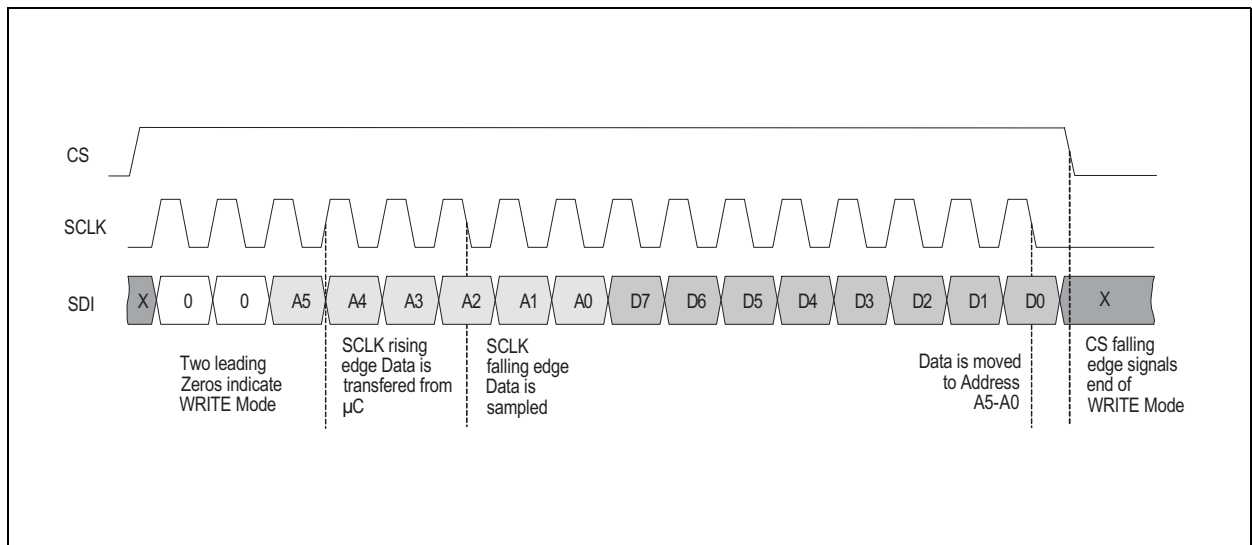 CS
SCLK
SDI
X 0 0 A5 A4 A3 A2 A1 A0 D7 D6 D5 D4 D3 D2 D1 D0 X
Two leading
Zeros indicate
WRITE Mode
SCLK rising
edge Data is
transfered from
µC
SCLK
falling edge
Data is
sampled
Data is moved
to Address
A5-A0
CS falling
edge signals
end of
WRITE Mode